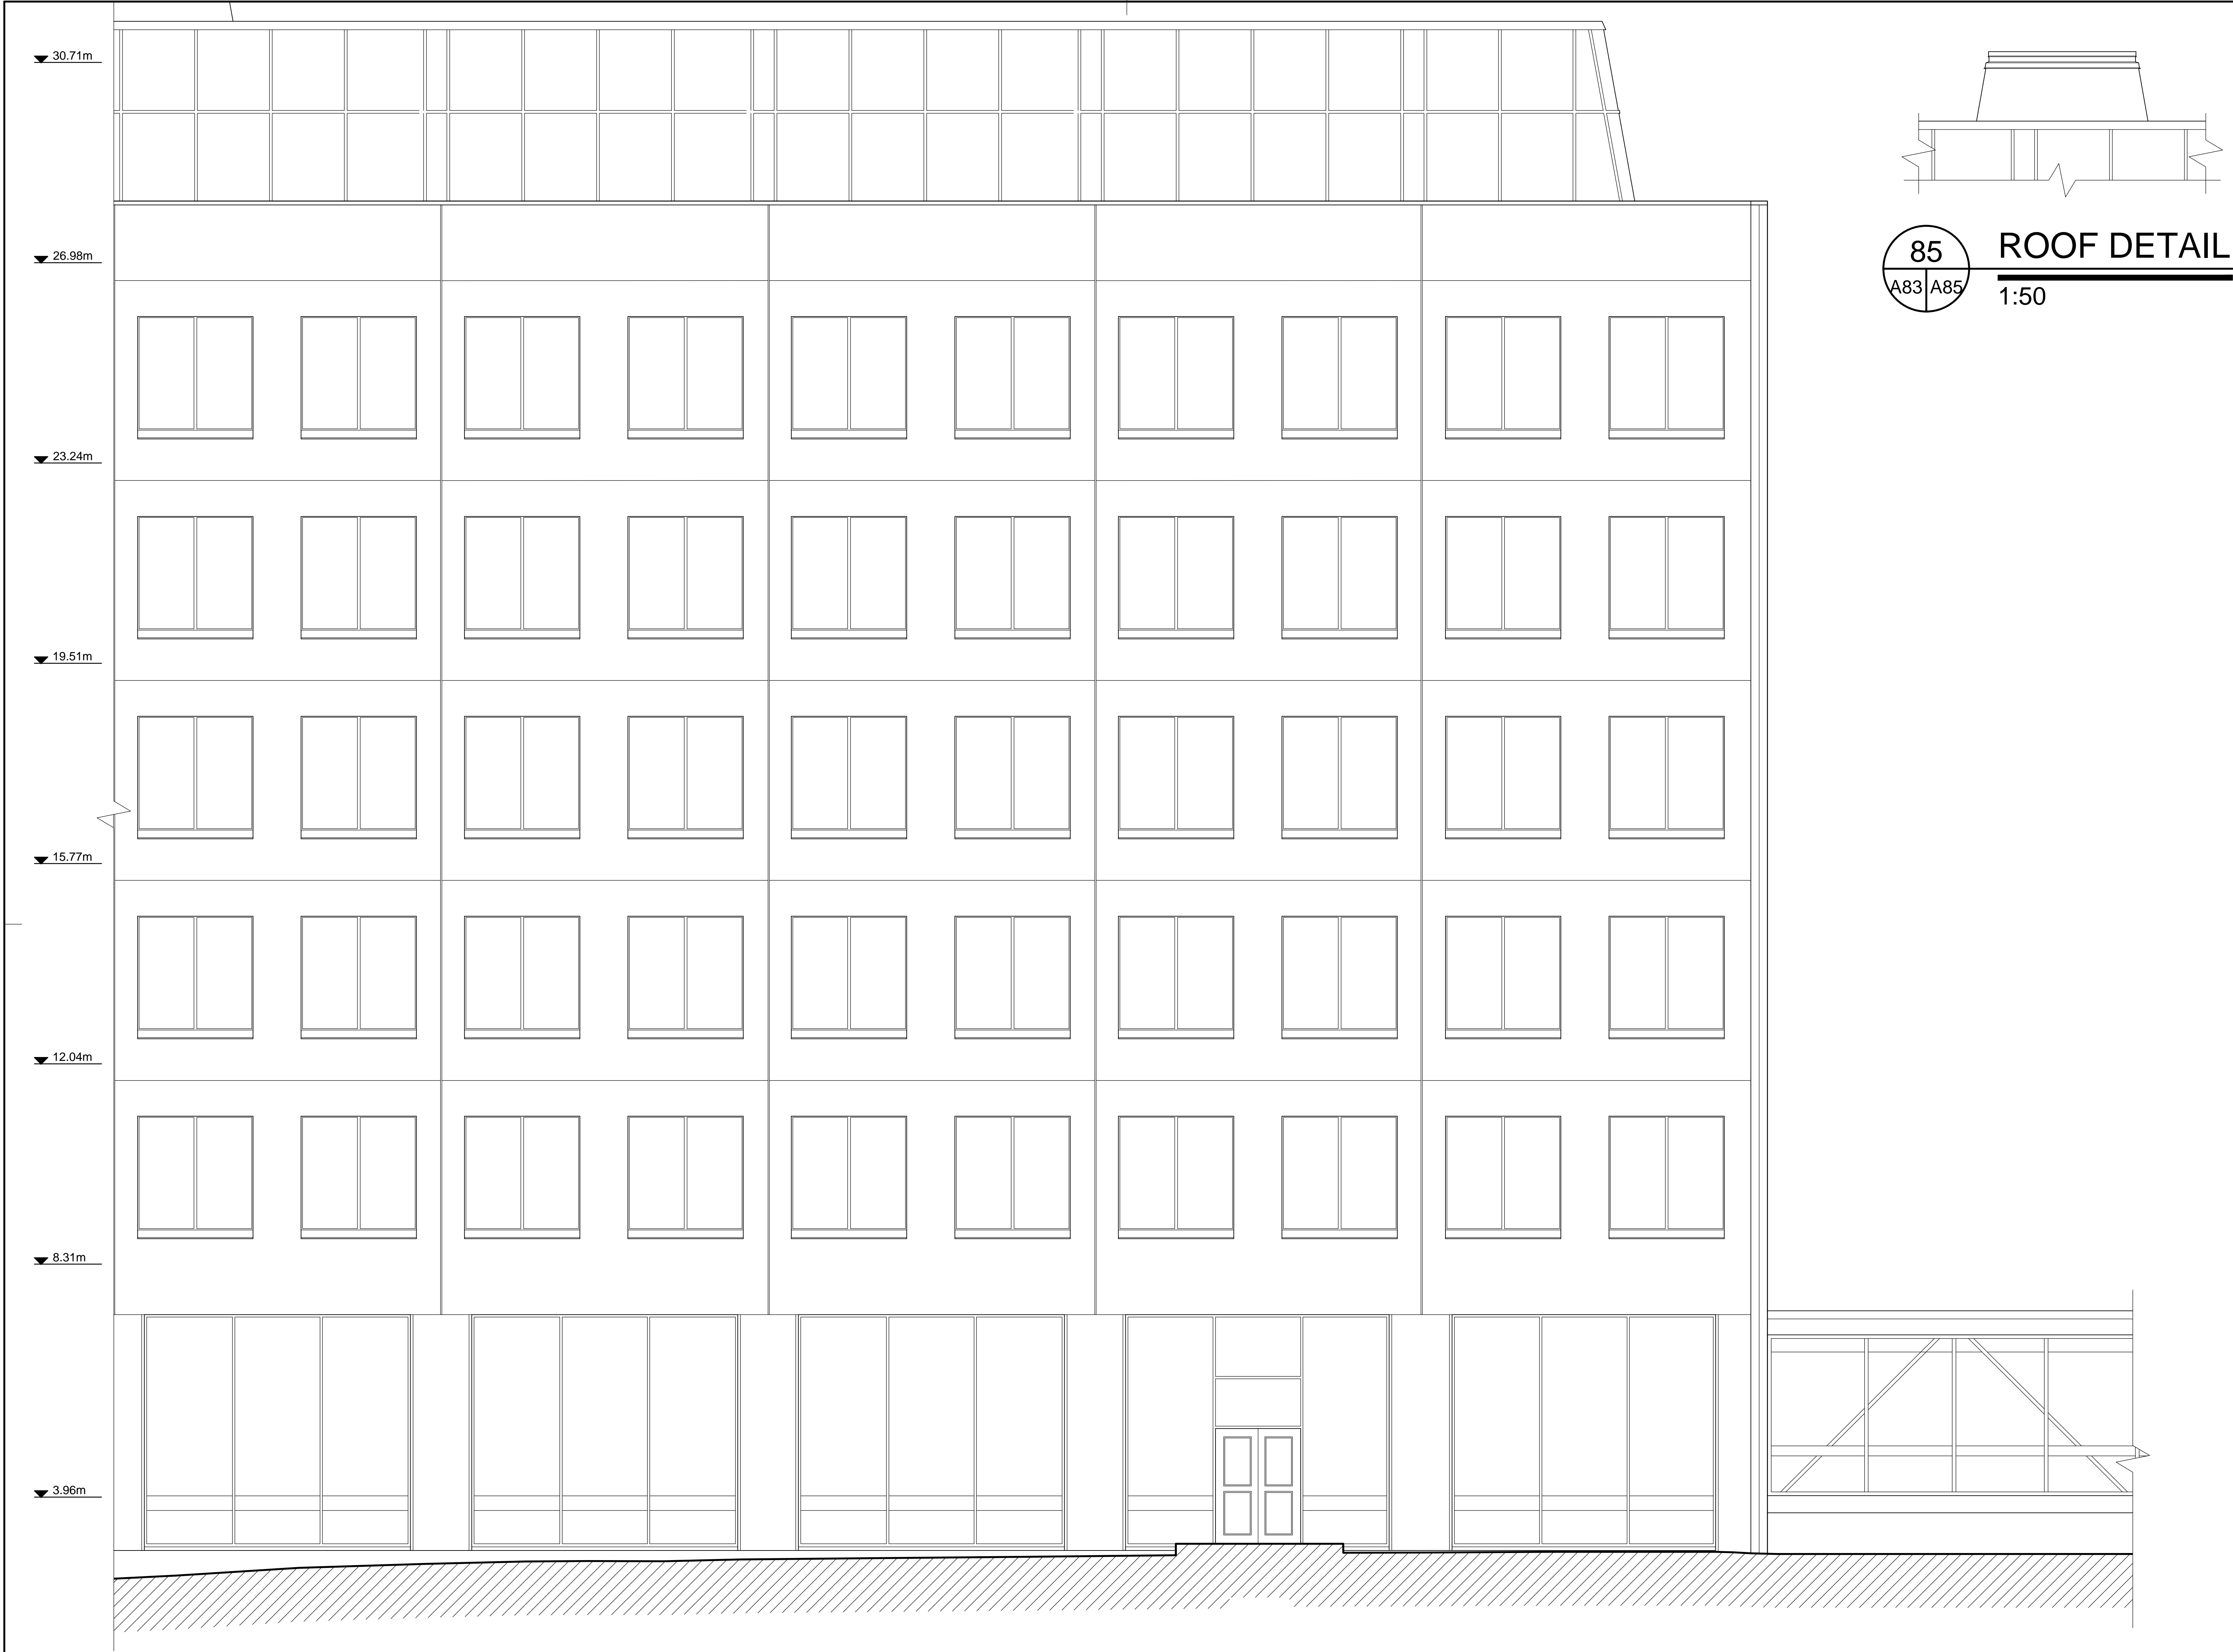 30.71m
26.98m
23.24m
19.51m
15.77m
12.04m
8.31m
3.96m
85
A83 A85
ROOF DETAIL
1:50